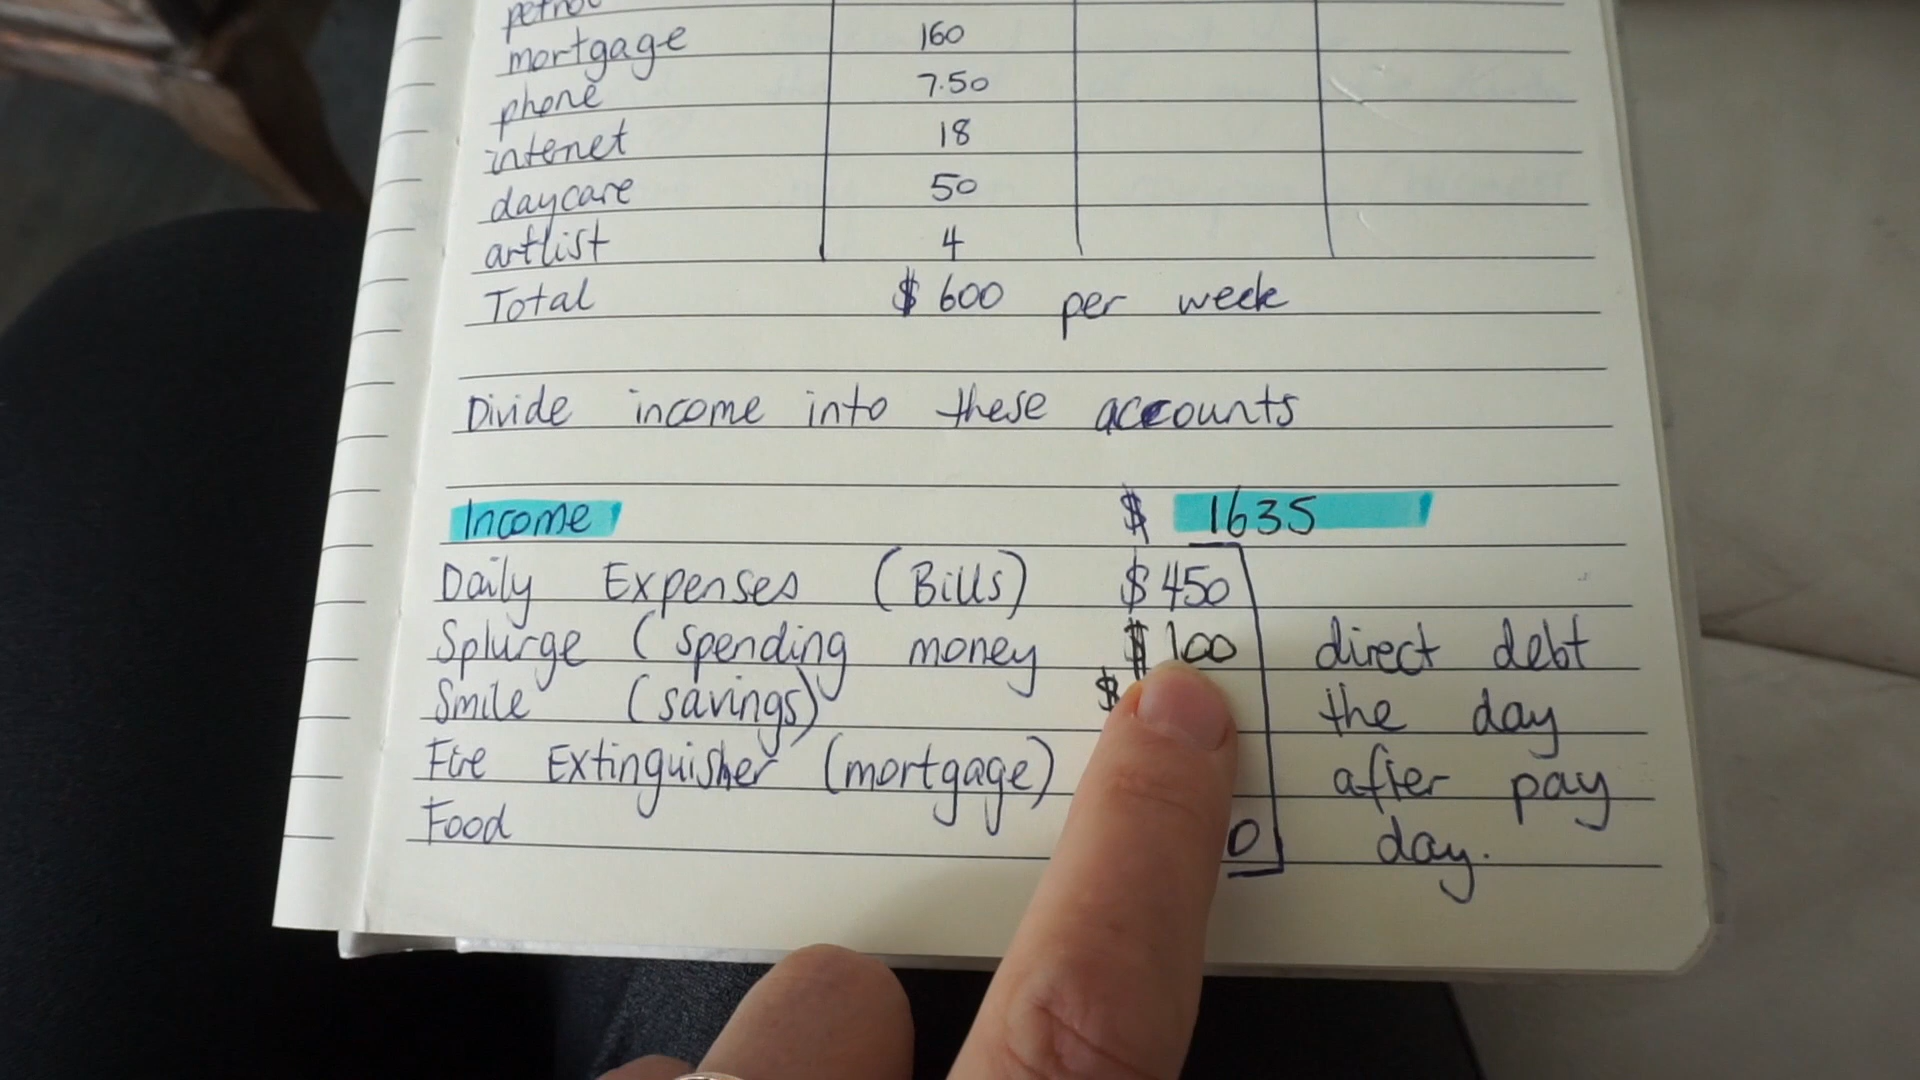 petrol
mortgage 160
phone 7.50
internet 18
daycare 50
artlist 4
Total $ 600 per week
Divide income into these accounts
Income $ 1635
Daily Expenses (Bills) $450
Splurge (spending money $100 direct debt
Smile (savings) $ the day
Fire Extinguisher (mortgage) after pay
Food 0 day.